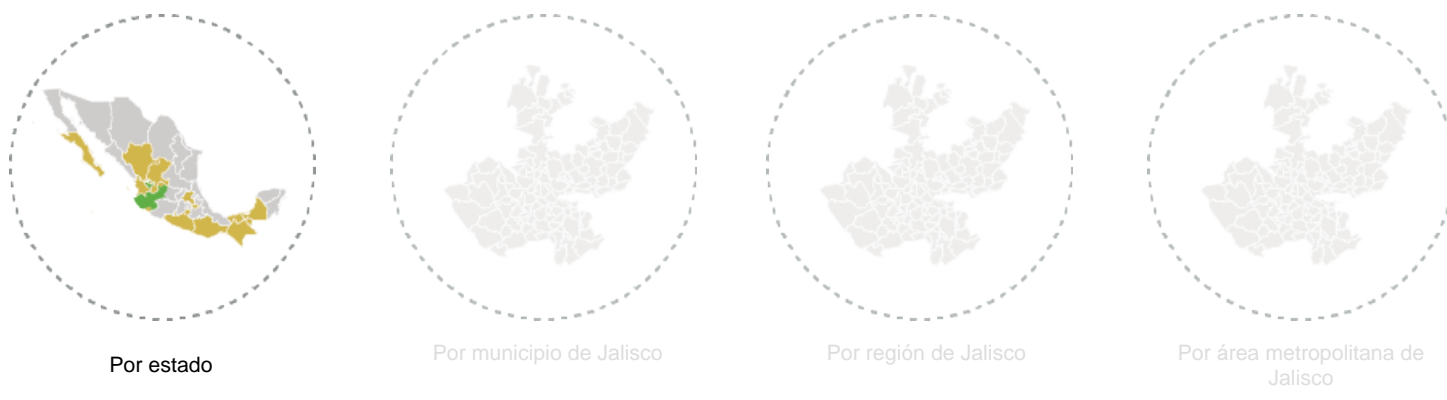 Por estado
Por municipio de Jalisco
Por región de Jalisco
Por área metropolitana de
Jalisco